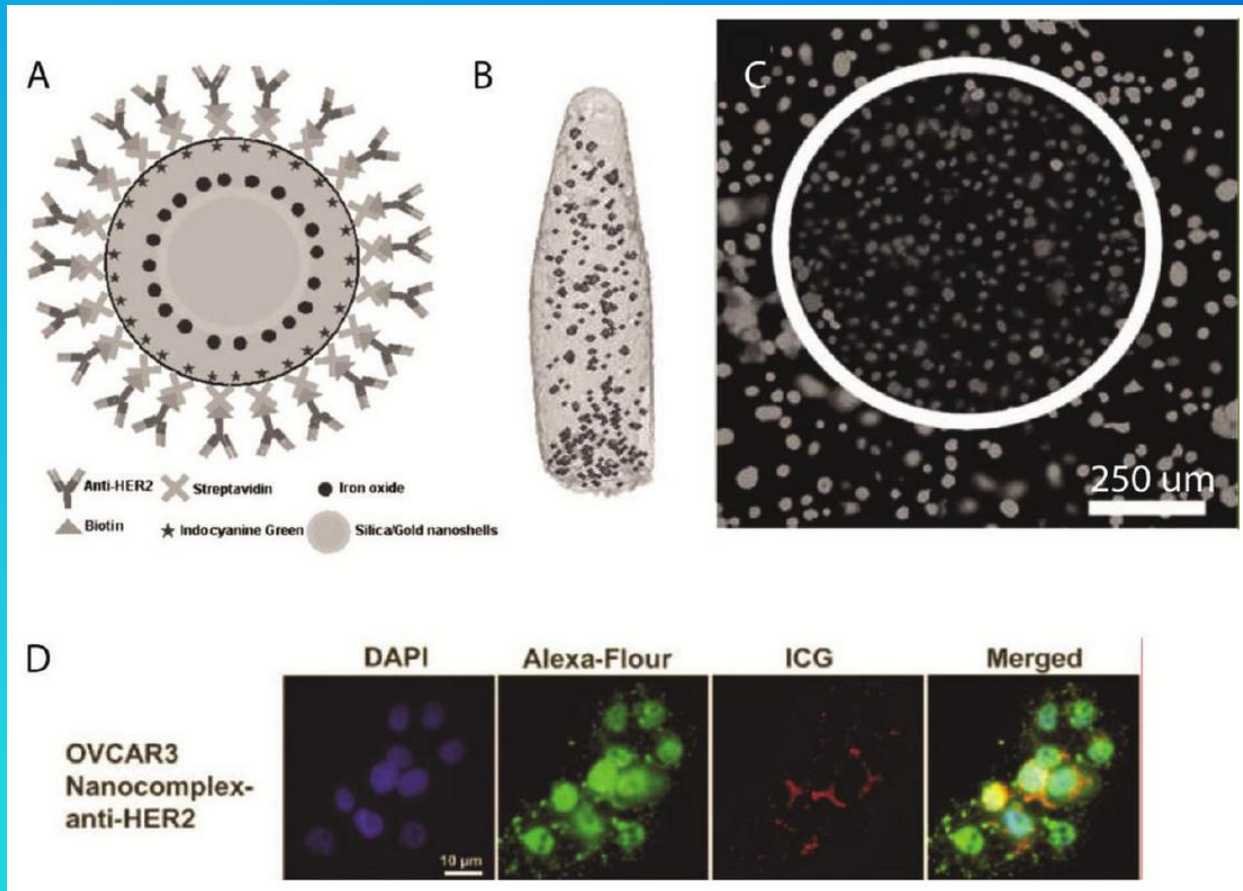 A
B
C
Anti-HER2
Streptavidin
Iron oxide
Biotin
Indocyanine Green
Silica/Gold nanoshells
250 um
D
DAPI
Alexa-Flour
ICG
Merged
OVCAR3
Nanocomplex-
anti-HER2
10 µm